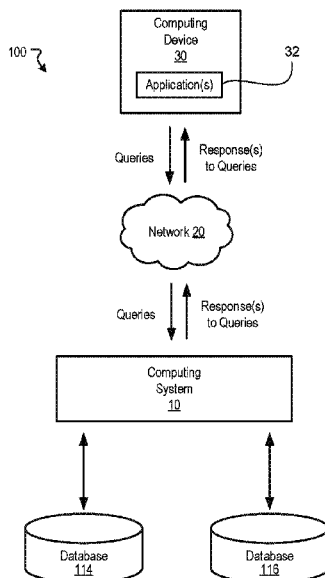 Computing
Device
30
100
32
Application(s)
Queries
Response(s)
to Queries
Network 20
Queries
Response(s)
to Queries
Computing
System
10
Database
114
Database
116